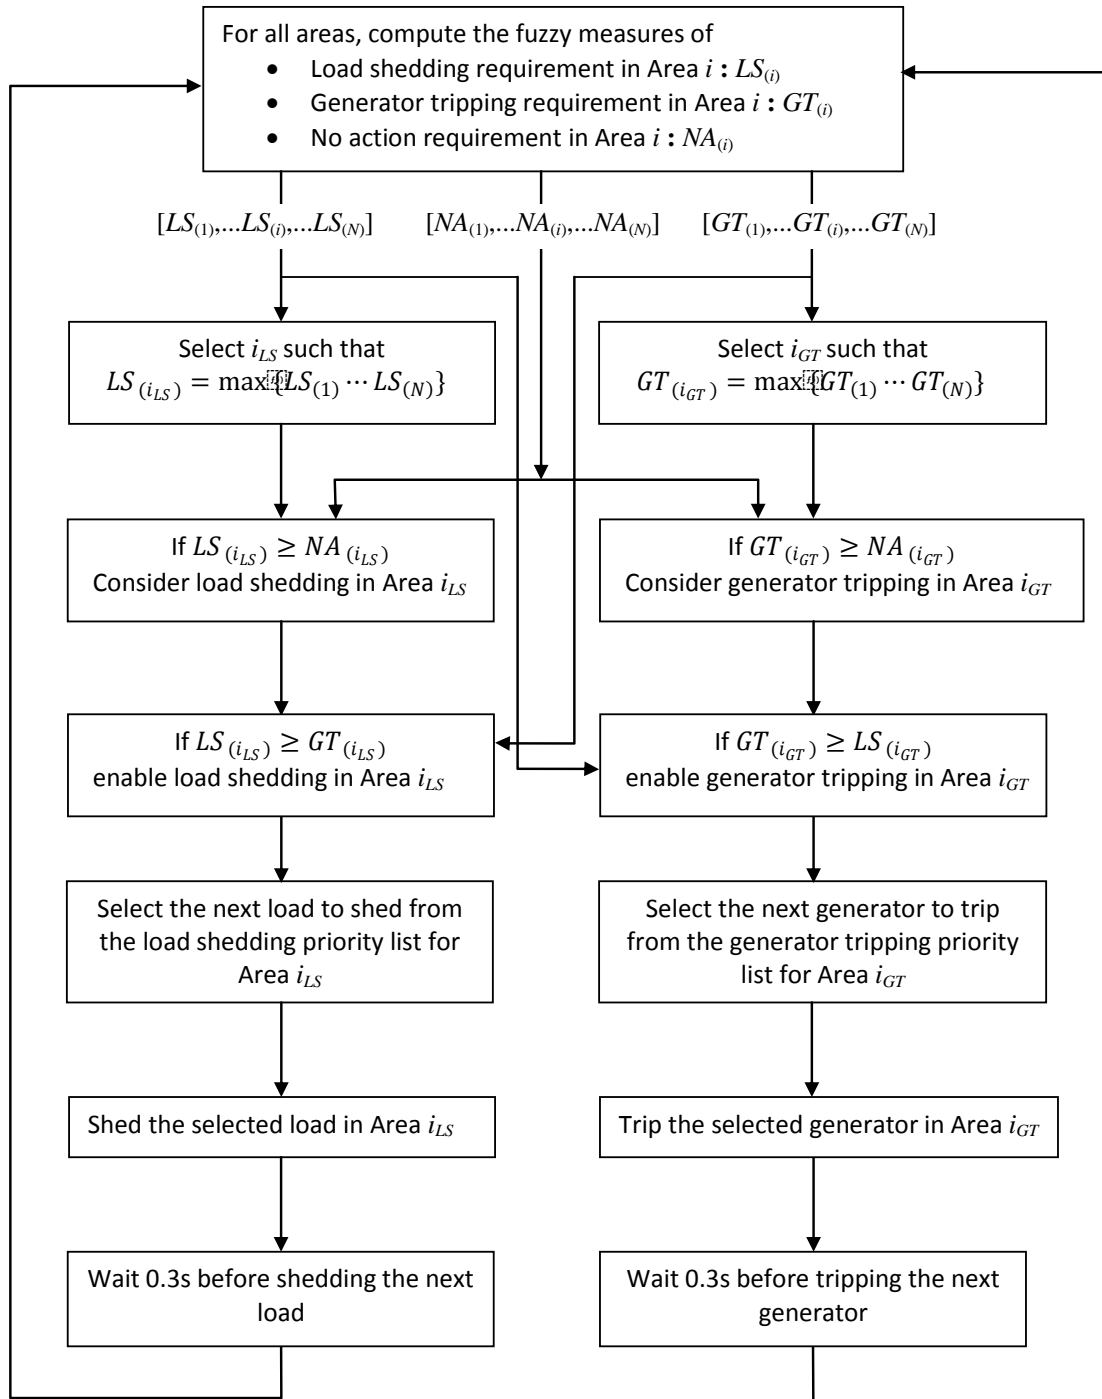 For all areas, compute the fuzzy measures of
• Load shedding requirement in Area i : LS(i)
• Generator tripping requirement in Area i : GT(i)
• No action requirement in Area i : NA(i)
[LS(1),...LS(i),...LS(N)] [NA(1),...NA(i),...NA(N)] [GT(1),...GT(i),...GT(N)]
Select iLS such that
LS(iLS) = max{LS(1) ⋯ LS(N)}
Select iGT such that
GT(iGT) = max{GT(1) ⋯ GT(N)}
If LS(iLS) ≥ NA(iLS)
Consider load shedding in Area iLS
If GT(iGT) ≥ NA(iGT)
Consider generator tripping in Area iGT
If LS(iLS) ≥ GT(iLS)
enable load shedding in Area iLS
If GT(iGT) ≥ LS(iGT)
enable generator tripping in Area iGT
Select the next load to shed from
the load shedding priority list for
Area iLS
Select the next generator to trip
from the generator tripping priority
list for Area iGT
Shed the selected load in Area iLS
Trip the selected generator in Area iGT
Wait 0.3s before shedding the next
load
Wait 0.3s before tripping the next
generator